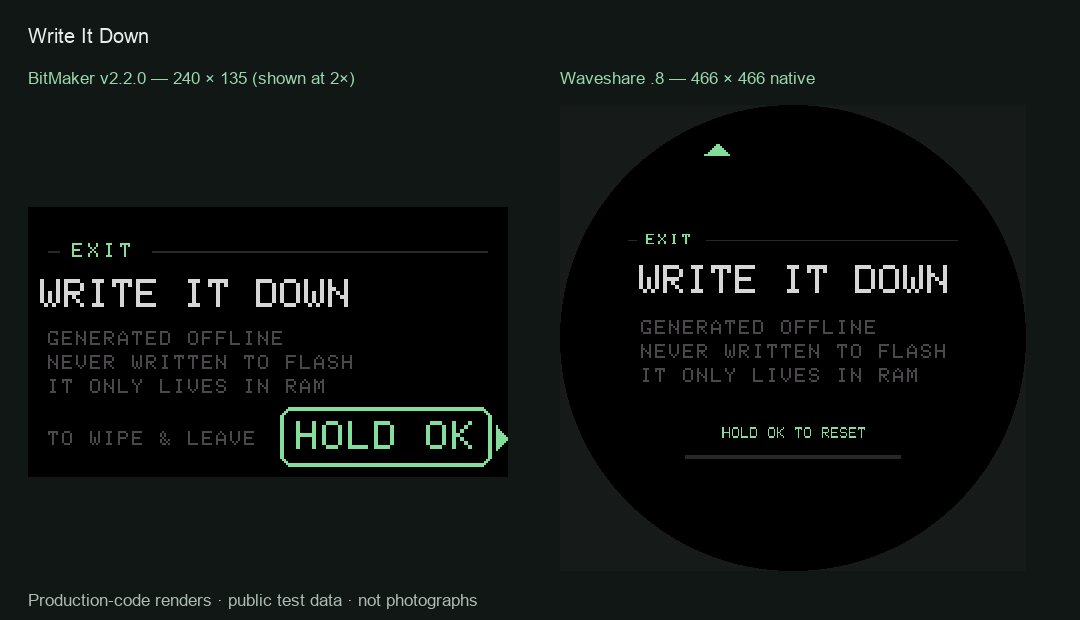 Write It Down
BitMaker v2.2.0 — 240 × 135 (shown at 2×)
EXIT
WRITE IT DOWN
GENERATED OFFLINE
NEVER WRITTEN TO FLASH
IT ONLY LIVES IN RAM
TO WIPE & LEAVE
HOLD OK
Waveshare .8 — 466 × 466 native
EXIT
WRITE IT DOWN
GENERATED OFFLINE
NEVER WRITTEN TO FLASH
IT ONLY LIVES IN RAM
HOLD OK TO RESET
Production-code renders · public test data · not photographs